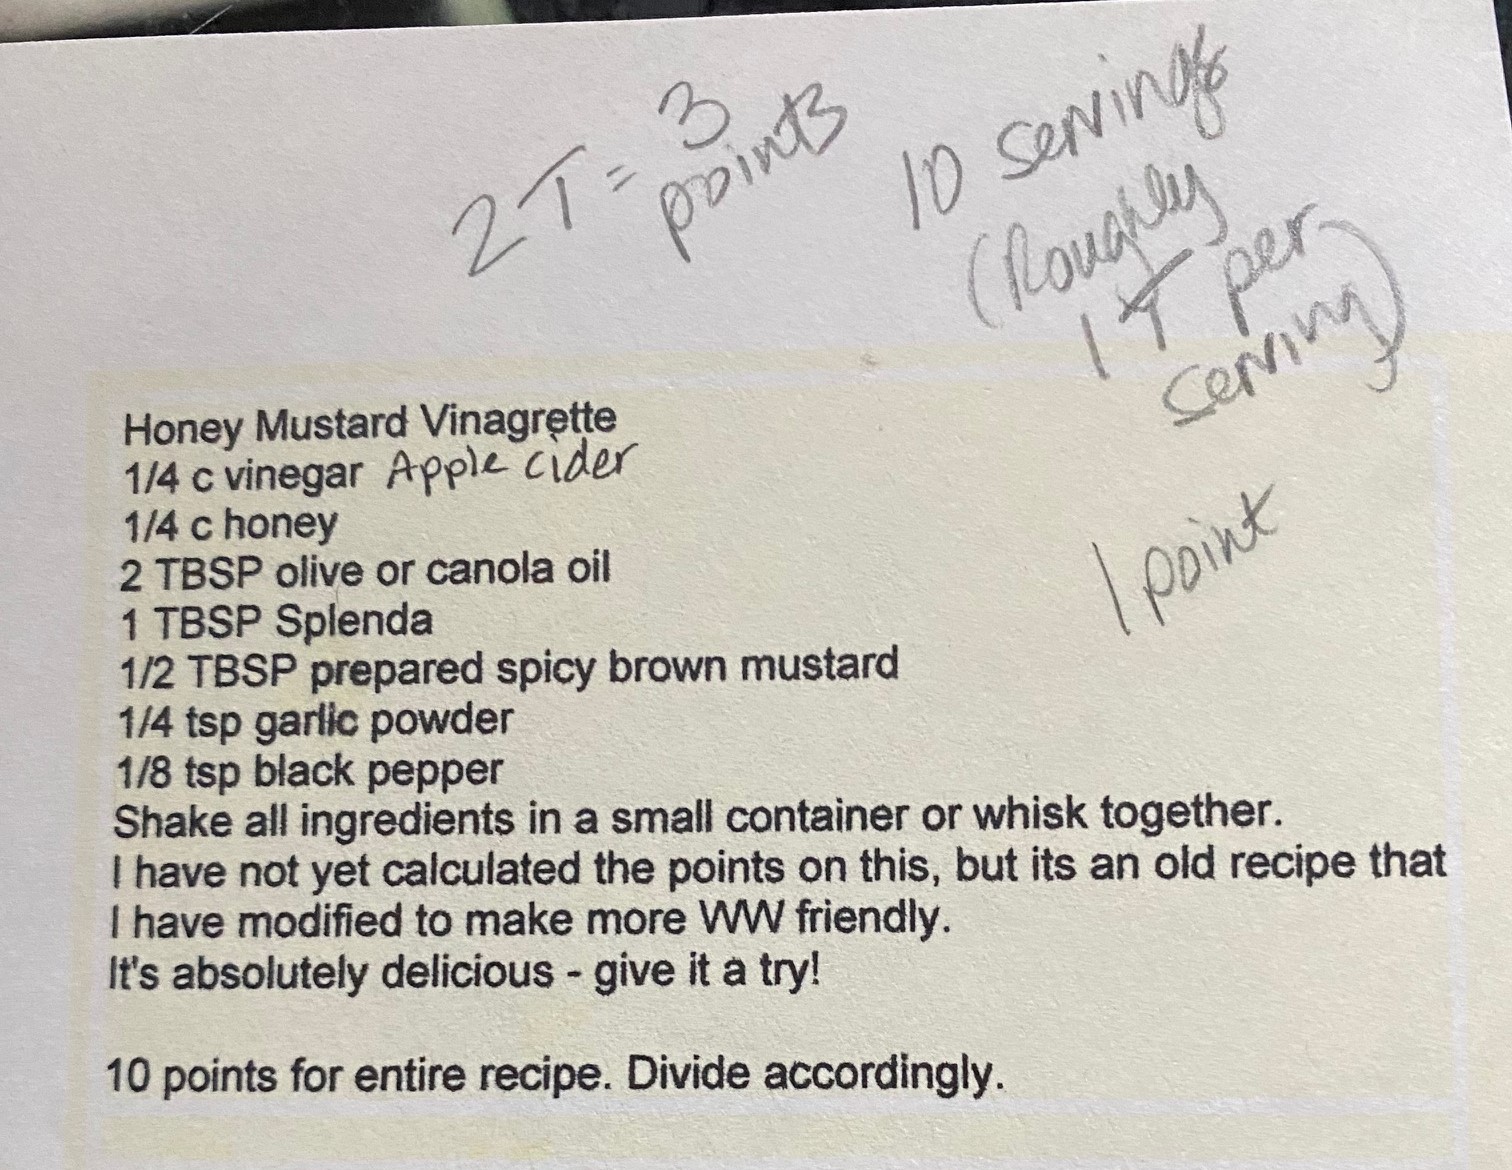 2 T = 3
points
10 servings
(Roughly
1 T per
serving)
Honey Mustard Vinagrette
1/4 c vinegar Apple cider
1/4 c honey
2 TBSP olive or canola oil
1 TBSP Splenda
1/2 TBSP prepared spicy brown mustard
1/4 tsp garlic powder
1/8 tsp black pepper
1 point
Shake all ingredients in a small container or whisk together.
I have not yet calculated the points on this, but its an old recipe that
I have modified to make more WW friendly.
It's absolutely delicious - give it a try!
10 points for entire recipe. Divide accordingly.